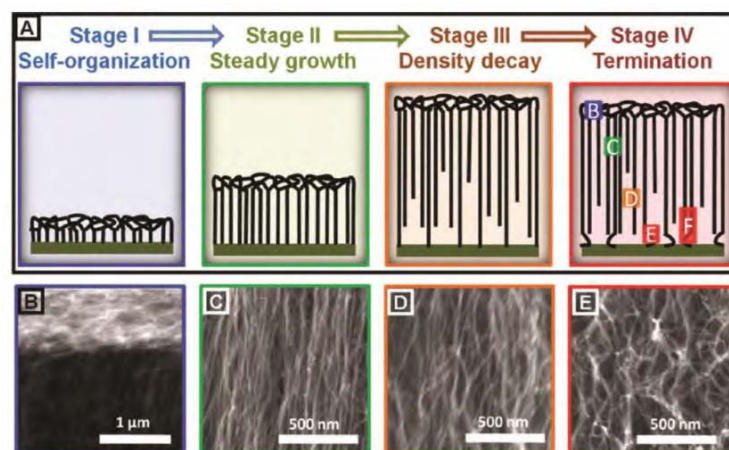 A
Stage I Stage II Stage III Stage IV
Self-organization Steady growth Density decay Termination
B
C
D
E
F
B
C
D
E
1 μm
500 nm
500 nm
500 nm